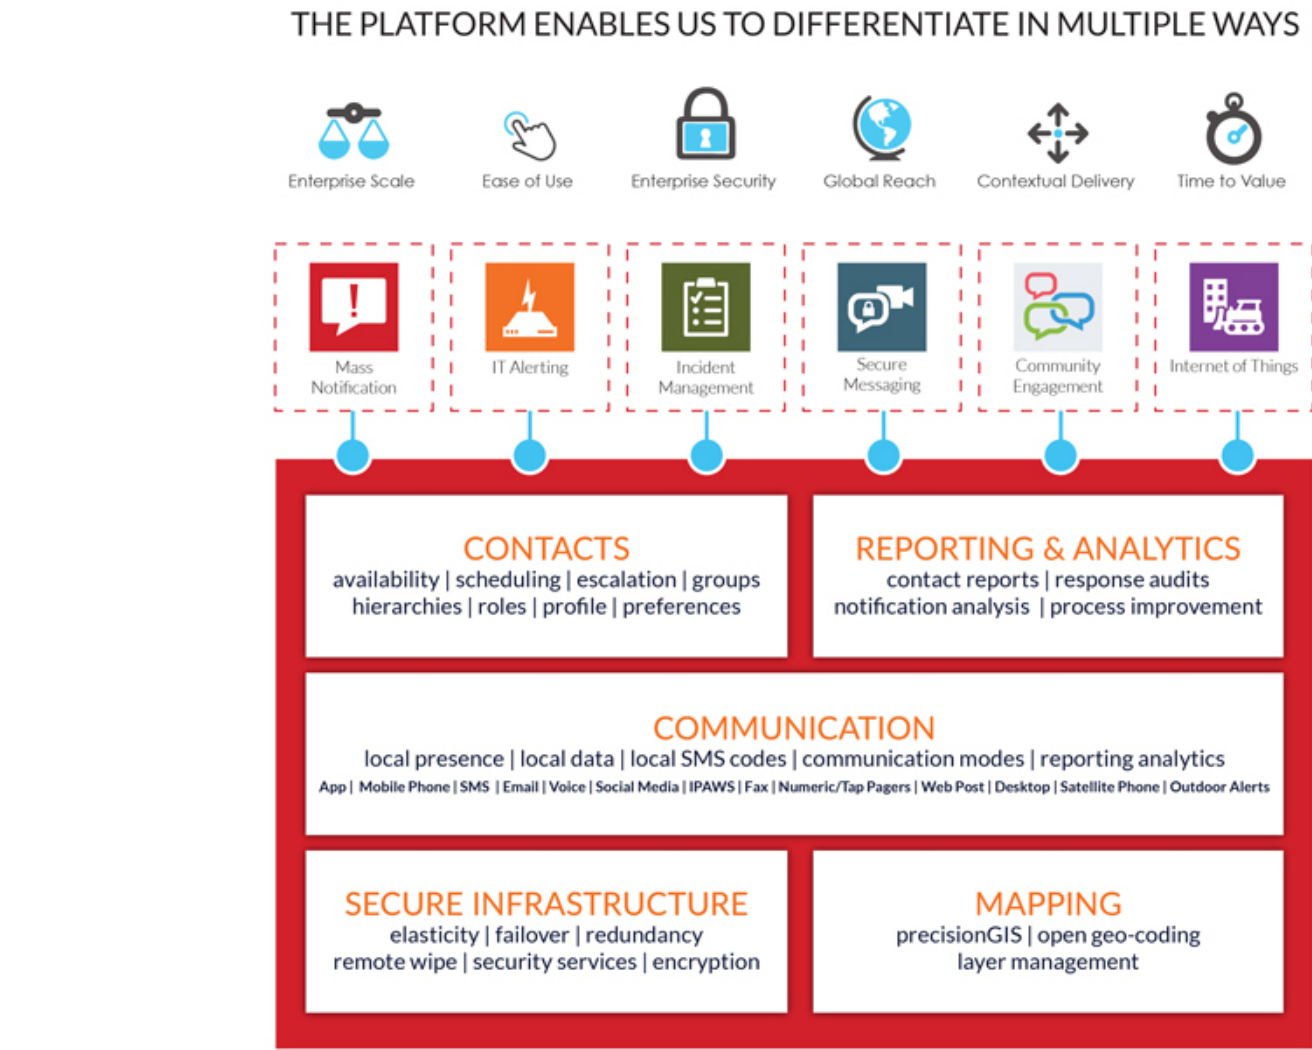 THE PLATFORM ENABLES US TO DIFFERENTIATE IN MULTIPLE WAYS
Enterprise Scale
Ease of Use
Enterprise Security
Global Reach
Contextual Delivery
Time to Value
Mass
Notification
IT Alerting
Incident
Management
Secure
Messaging
Community
Engagement
Internet of Things
CONTACTS
availability | scheduling | escalation | groups
hierarchies | roles | profile | preferences
REPORTING & ANALYTICS
contact reports | response audits
notification analysis | process improvement
COMMUNICATION
local presence | local data | local SMS codes | communication modes | reporting analytics
App | Mobile Phone | SMS | Email | Voice | Social Media | IPAWS | Fax | Numeric/Tap Pagers | Web Post | Desktop | Satellite Phone | Outdoor Alerts
SECURE INFRASTRUCTURE
elasticity | failover | redundancy
remote wipe | security services | encryption
MAPPING
precisionGIS | open geo-coding
layer management